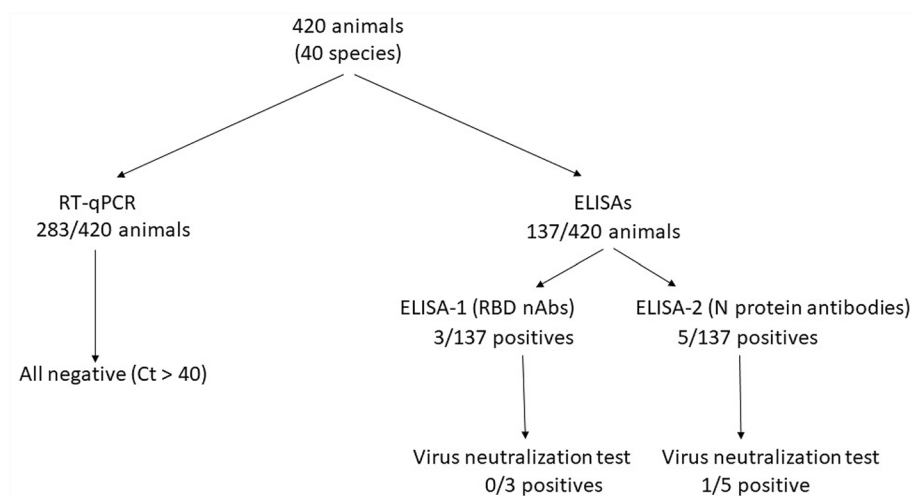 420 animals
(40 species)
RT-qPCR
283/420 animals
ELISAs
137/420 animals
ELISA-1 (RBD nAbs)
3/137 positives
ELISA-2 (N protein antibodies)
5/137 positives
All negative (Ct > 40)
Virus neutralization test
0/3 positives
Virus neutralization test
1/5 positive